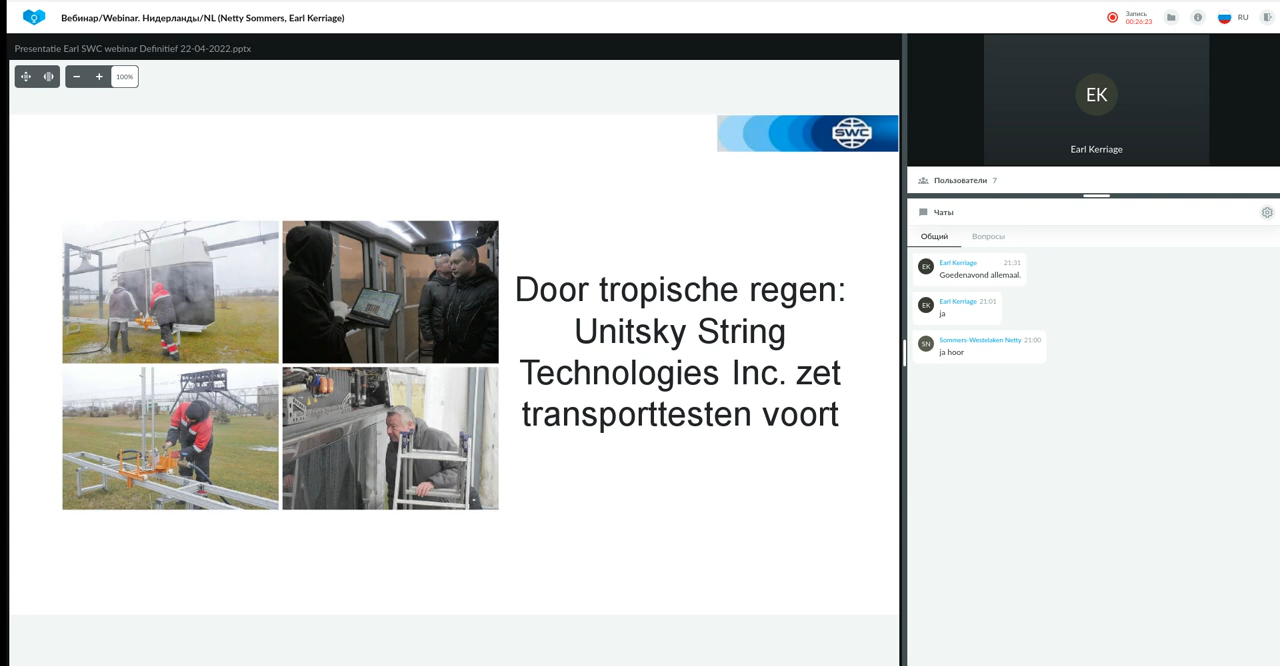 Вебинар/Webinar. Нидерланды/NL (Netty Sommers, Earl Kerriage)
Запись
00:26:23
RU
Presentatie Earl SWC webinar Definitief 22-04-2022.pptx
100%
SWC
Door tropische regen:
Unitsky String
Technologies Inc. zet
transporttesten voort
EK
Earl Kerriage
Пользователи 7
Чаты
Общий Вопросы
EK Earl Kerriage 21:31
Goedenavond allemaal.
EK Earl Kerriage 21:01
ja
SN Sommers-Westelaken Netty 21:00
ja hoor